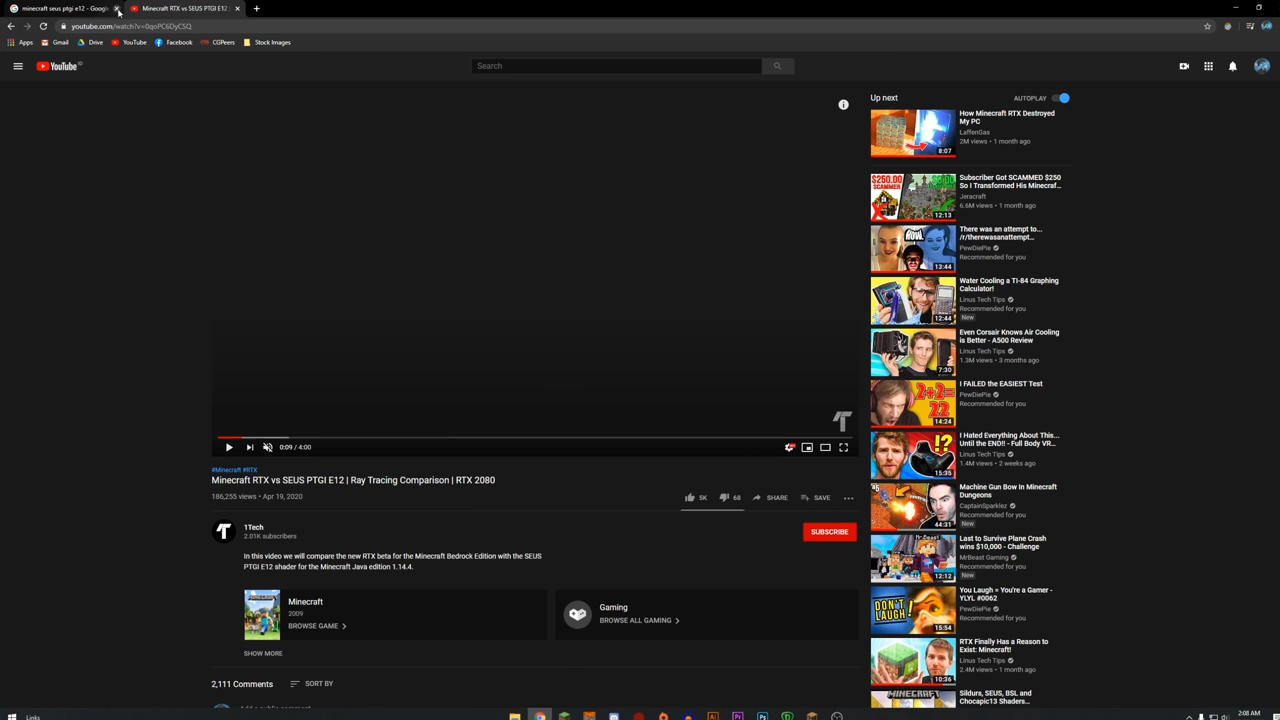 minecraft seus ptgi e12 - Google
Minecraft RTX vs SEUS PTGI E12
youtube.com/watch?v=0qoPC6DyCSQ
Apps
Gmail
Drive
YouTube
Facebook
CGPeers
Stock Images
YouTube
Search
Up next
AUTOPLAY
How Minecraft RTX Destroyed
My PC
LaffenGas
2M views • 1 month ago
8:07
Subscriber Got SCAMMED $250
So I Transformed His Minecraf...
Jeracraft
6.6M views • 1 month ago
$250.00
SCAMMER
12:13
There was an attempt to...
/r/therewasanattempt...
PewDiePie
Recommended for you
13:44
Water Cooling a TI-84 Graphing
Calculator!
Linus Tech Tips
Recommended for you
New
12:44
Even Corsair Knows Air Cooling
is Better - A500 Review
Linus Tech Tips
1.3M views • 3 months ago
7:30
I FAILED the EASIEST Test
PewDiePie
Recommended for you
2+2=
22
14:24
I Hated Everything About This...
Until the END!! - Full Body VR...
Linus Tech Tips
1.4M views • 2 weeks ago
15:35
Machine Gun Bow In Minecraft
Dungeons
CaptainSparklez
Recommended for you
New
#5
44:31
Last to Survive Plane Crash
wins $10,000 - Challenge
MrBeast Gaming
Recommended for you
New
12:12
You Laugh = You're a Gamer -
YLYL #0062
PewDiePie
Recommended for you
DON'T
LAUGH!
15:54
RTX Finally Has a Reason to
Exist: Minecraft!
Linus Tech Tips
2.4M views • 1 month ago
10:36
Sildurs, SEUS, BSL and
Chocapic13 Shaders...
MINECRAFT
0:09 / 4:00
#Minecraft #RTX
Minecraft RTX vs SEUS PTGI E12 | Ray Tracing Comparison | RTX 2080
186,255 views • Apr 19, 2020
5K
68
SHARE
SAVE
1Tech
2.01K subscribers
SUBSCRIBE
In this video we will compare the new RTX beta for the Minecraft Bedrock Edition with the SEUS
PTGI E12 shader for the Minecraft Java edition 1.14.4.
Minecraft
2009
BROWSE GAME
Gaming
BROWSE ALL GAMING
SHOW MORE
2,111 Comments
SORT BY
Add a public comment...
Links
2:08 AM